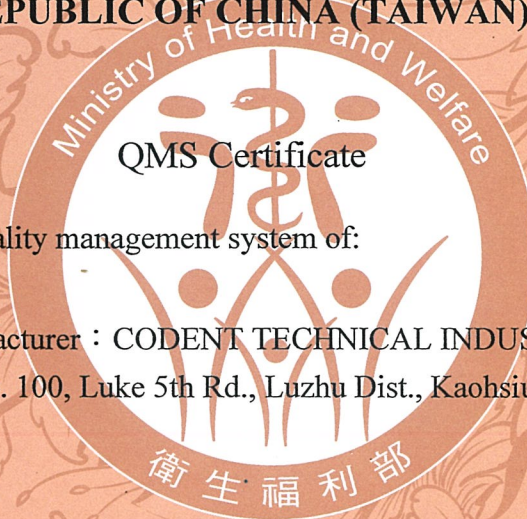 EPUBLIC OF CHINA (TAIWAN)
Ministry of Health and Welfare
QMS Certificate
ality management system of:
acturer：CODENT TECHNICAL INDUS
. 100, Luke 5th Rd., Luzhu Dist., Kaohsiu
衛生福利部